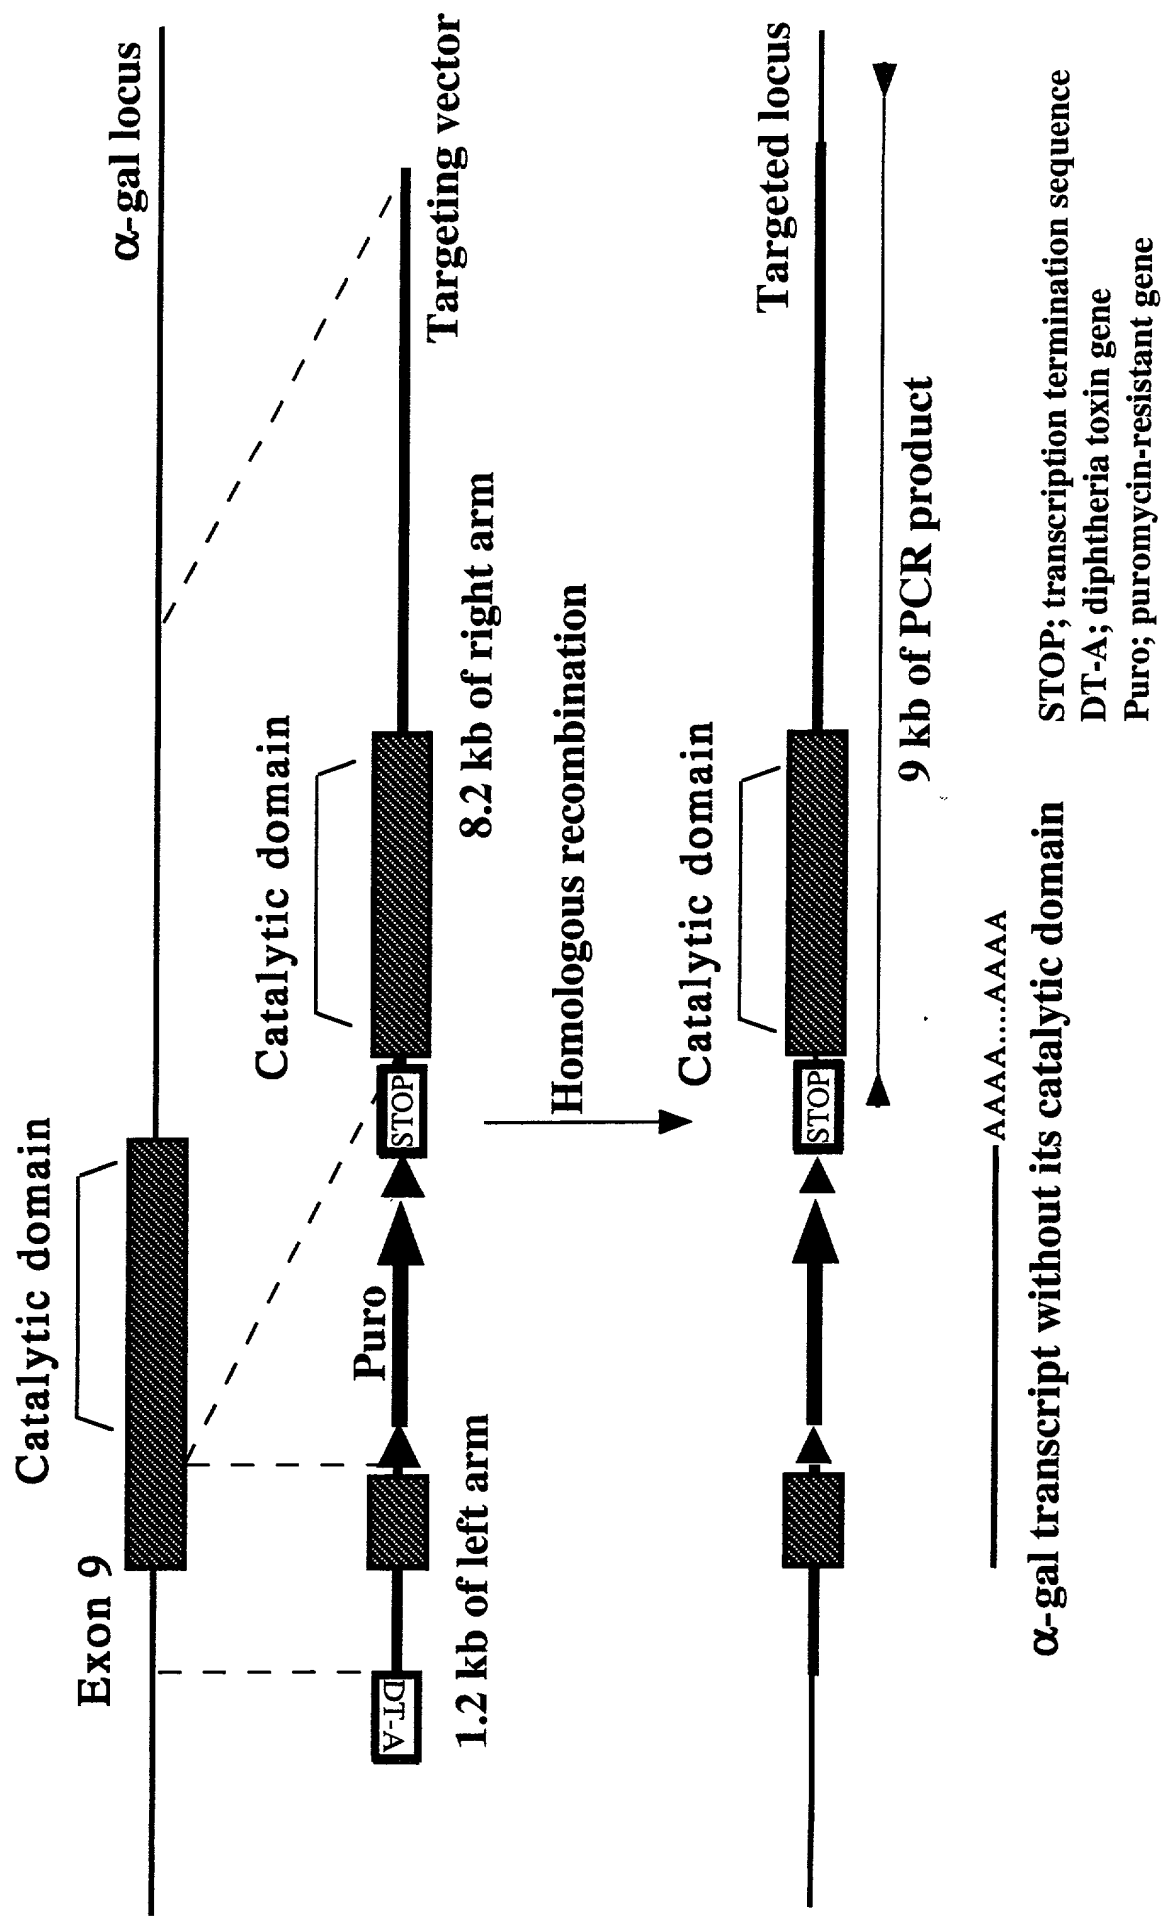 α-gal locus
Catalytic domain
Exon 9
Targeting vector
Catalytic domain
STOP
Puro
DT-A
8.2 kb of right arm
1.2 kb of left arm
Homologous recombination
Targeted locus
Catalytic domain
STOP
9 kb of PCR product
AAAA....AAAA
α-gal transcript without its catalytic domain
STOP; transcription termination sequence
DT-A; diphtheria toxin gene
Puro; puromycin-resistant gene